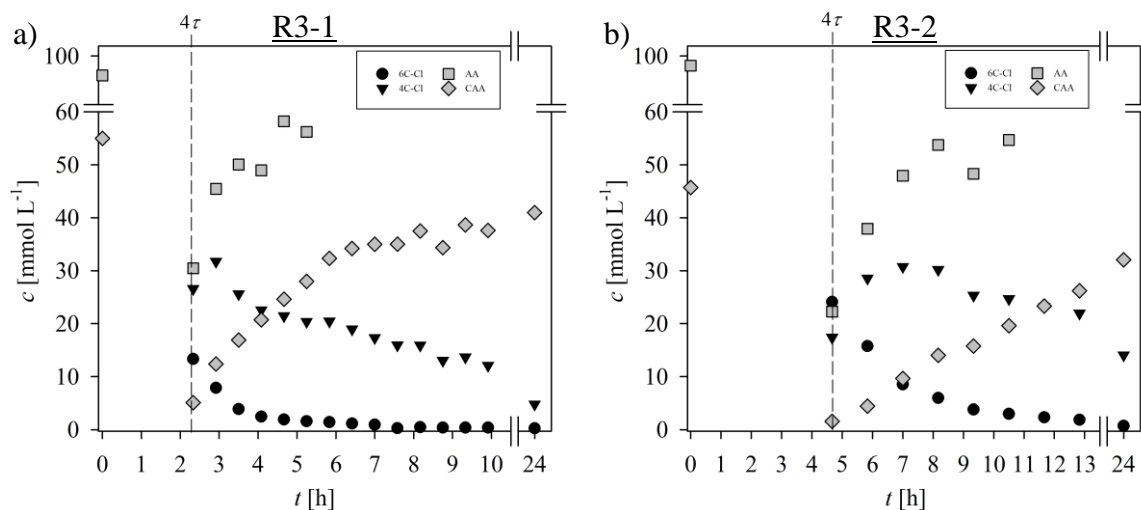 a) R3-1
4τ
6C-Cl AA
4C-Cl CAA
100
60
50
40
30
20
10
0
c [mmol L⁻¹]
0 1 2 3 4 5 6 7 8 9 10 24
t [h]
b) R3-2
4τ
6C-Cl AA
4C-Cl CAA
100
60
50
40
30
20
10
0
c [mmol L⁻¹]
0 1 2 3 4 5 6 7 8 9 10 11 12 13 24
t [h]